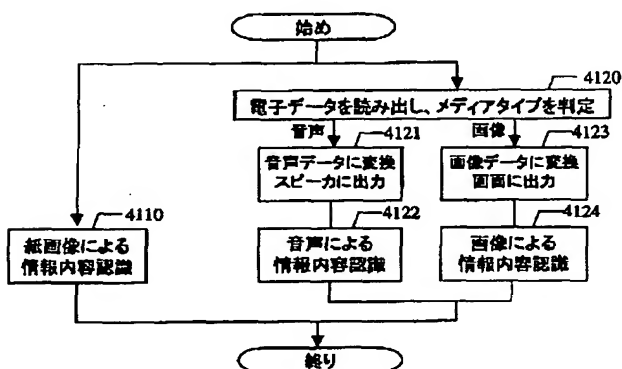 始め
4120
電子データを読み出し、メディアタイプを判定
音声
4121
画像
4123
音声データに変換
スピーカに出力
画像データに変換
画面に出力
4110
4122
4124
紙画像による
情報内容認識
音声による
情報内容認識
画像による
情報内容認識
終り